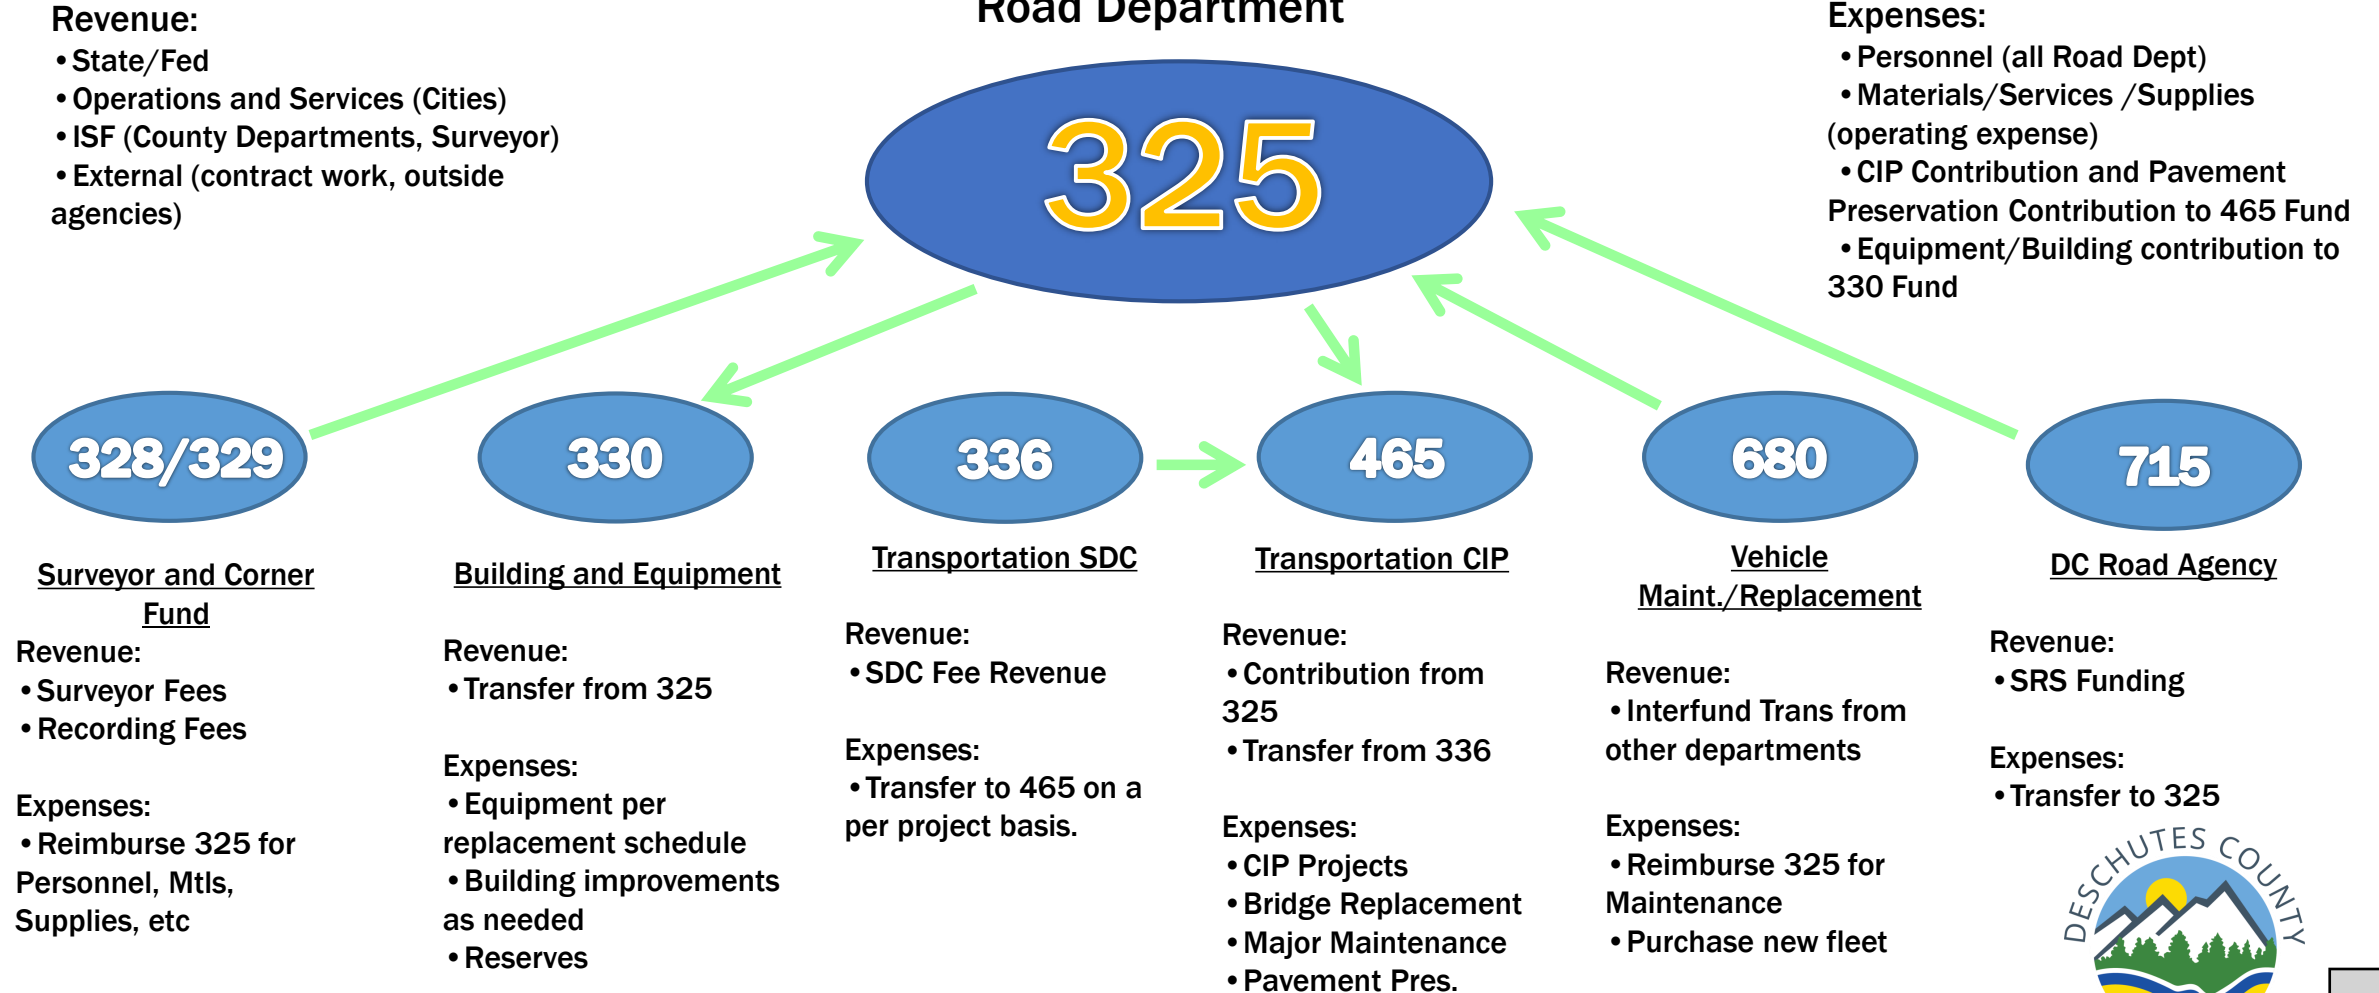 Road Department
Revenue:
•State/Fed
•Operations and Services (Cities)
•ISF (County Departments, Surveyor)
•External (contract work, outside
agencies)
325
Expenses:
•Personnel (all Road Dept)
•Materials/Services /Supplies
(operating expense)
•CIP Contribution and Pavement
Preservation Contribution to 465 Fund
•Equipment/Building contribution to
330 Fund
328/329
Surveyor and Corner
Fund
Revenue:
•Surveyor Fees
•Recording Fees
Expenses:
•Reimburse 325 for
Personnel, Mtls,
Supplies, etc
330
Building and Equipment
Revenue:
•Transfer from 325
Expenses:
•Equipment per
replacement schedule
•Building improvements
as needed
•Reserves
336
Transportation SDC
Revenue:
•SDC Fee Revenue
Expenses:
•Transfer to 465 on a
per project basis.
465
Transportation CIP
Revenue:
•Contribution from
325
•Transfer from 336
Expenses:
•CIP Projects
•Bridge Replacement
•Major Maintenance
•Pavement Pres.
680
Vehicle
Maint./Replacement
Revenue:
•Interfund Trans from
other departments
Expenses:
•Reimburse 325 for
Maintenance
•Purchase new fleet
715
DC Road Agency
Revenue:
•SRS Funding
Expenses:
•Transfer to 325
DESCHUTES COUNTY